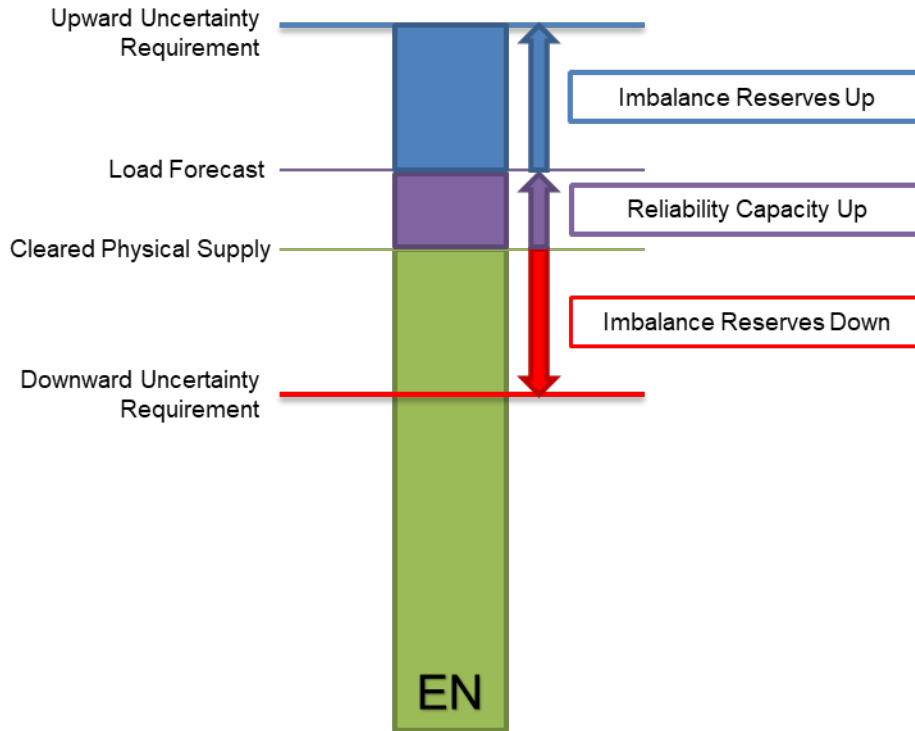 Upward Uncertainty
Requirement
Imbalance Reserves Up
Load Forecast
Reliability Capacity Up
Cleared Physical Supply
Imbalance Reserves Down
Downward Uncertainty
Requirement
EN